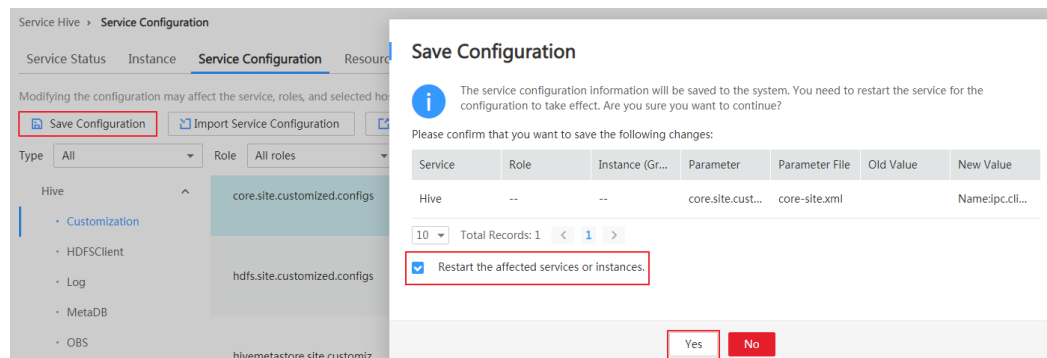 Service Hive › Service Configuration
Service Status Instance Service Configuration
Modifying the configuration may affect the service, roles, and selected
Save Configuration Import Service Configuration
Type All Role All roles
Hive
Customization
HDFSClient
Log
MetaDB
OBS
core.site.customized.configs
hdfs.site.customized.configs
Save Configuration
The service configuration information will be saved to the system. You need to restart the service for the
configuration to take effect. Are you sure you want to continue?
Please confirm that you want to save the following changes:
Service Role Instance (Gr... Parameter Parameter File Old Value New Value
Hive -- -- core.site.cust... core-site.xml Name:ipc.cli...
10 Total Records: 1 < 1 >
Restart the affected services or instances.
Yes No